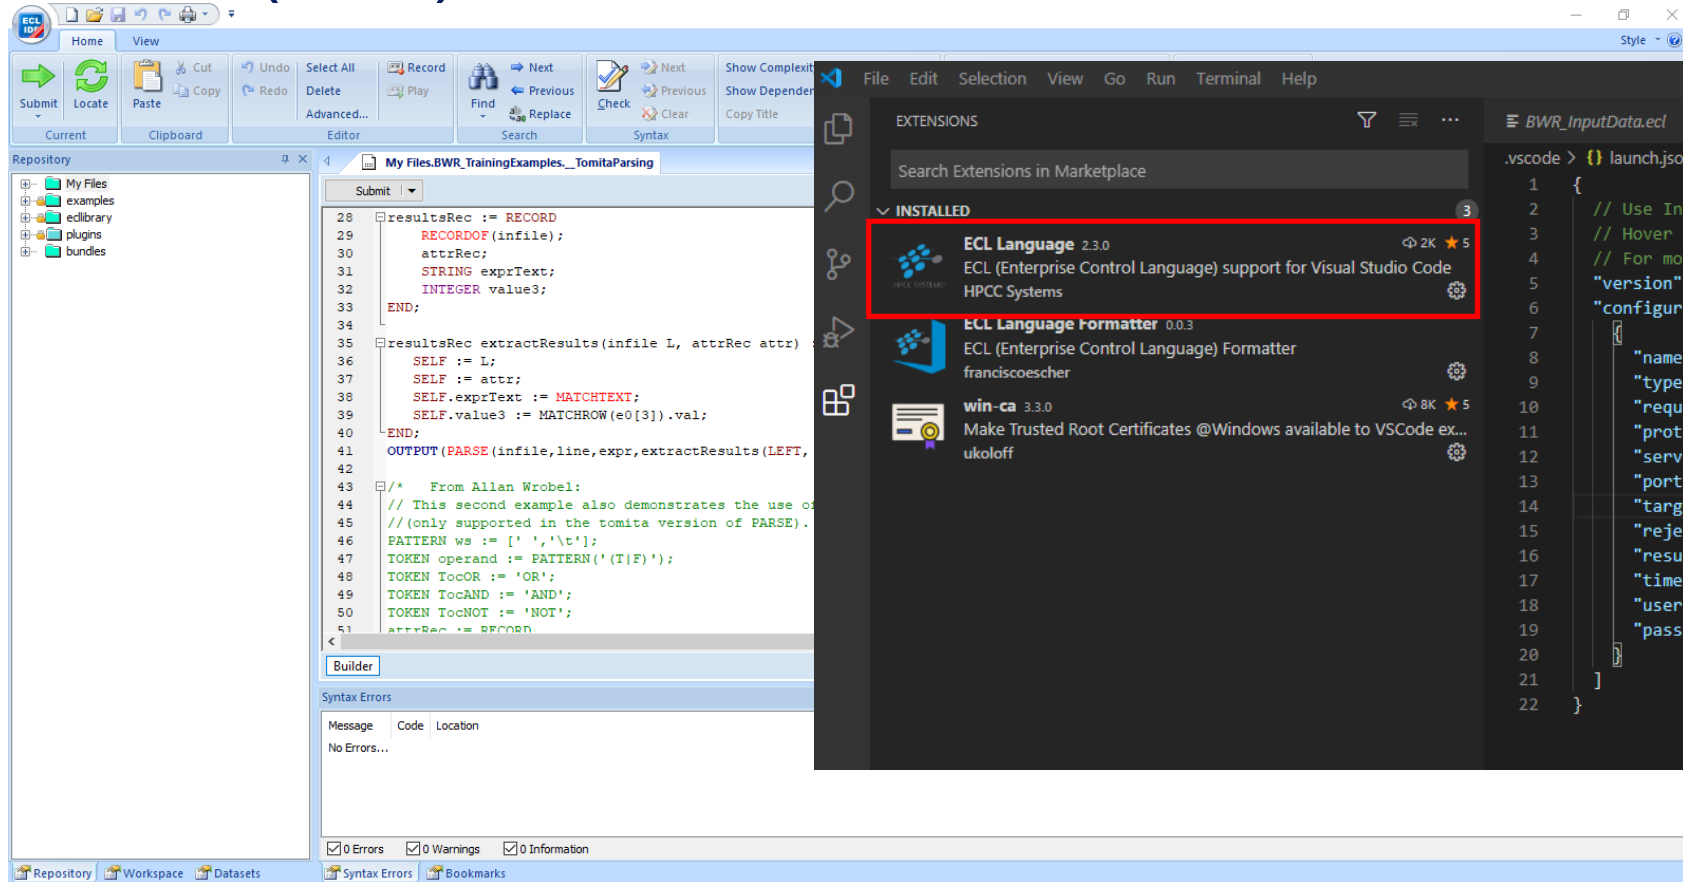 ECL
IDE
Home View
Style
Submit Locate
Paste
Cut
Copy
Undo
Redo
Select All
Delete
Advanced...
Record
Play
Find
Next
Previous
Replace
Check
Next
Previous
Clear
Show Complexit
Show Depender
Copy Title
Current Clipboard Editor Search Syntax
Repository
My Files
examples
eclibrary
plugins
bundles
My Files.BWR_TrainingExamples.__TomitaParsing
Submit
28 resultsRec := RECORD
29 RECORDOF(infile);
30 attrRec;
31 STRING exprText;
32 INTEGER value3;
33 END;
34
35 resultsRec extractResults(infile L, attrRec attr) :
36 SELF := L;
37 SELF := attr;
38 SELF.exprText := MATCHTEXT;
39 SELF.value3 := MATCHROW(e0[3]).val;
40 END;
41 OUTPUT(PARSE(infile,line,expr,extractResults(LEFT,
42
43 /* From Allan Wrobel:
44 // This second example also demonstrates the use of
45 //(only supported in the tomita version of PARSE).
46 PATTERN ws := [' ','\t'];
47 TOKEN operand := PATTERN('(T|F)');
48 TOKEN TocOR := 'OR';
49 TOKEN TocAND := 'AND';
50 TOKEN TocNOT := 'NOT';
51 attrRec := RECORD
Builder
Syntax Errors
Message Code Location
No Errors...
0 Errors 0 Warnings 0 Information
Repository Workspace Datasets Syntax Errors Bookmarks
File Edit Selection View Go Run Terminal Help
EXTENSIONS
Search Extensions in Marketplace
INSTALLED 3
ECL Language 2.3.0 2K 5
ECL (Enterprise Control Language) support for Visual Studio Code
HPCC Systems
HPCC SYSTEMS
ECL Language Formatter 0.0.3
ECL (Enterprise Control Language) Formatter
franciscoescher
win-ca 3.3.0 8K 5
Make Trusted Root Certificates @Windows available to VSCode ex...
ukoloff
BWR_InputData.ecl
.vscode > {} launch.jso
1 {
2 // Use In
3 // Hover
4 // For mo
5 "version"
6 "configur
7 {
8 "name
9 "type
10 "requ
11 "prot
12 "serv
13 "port
14 "targ
15 "reje
16 "resu
17 "time
18 "user
19 "pass
20 }
21 ]
22 }